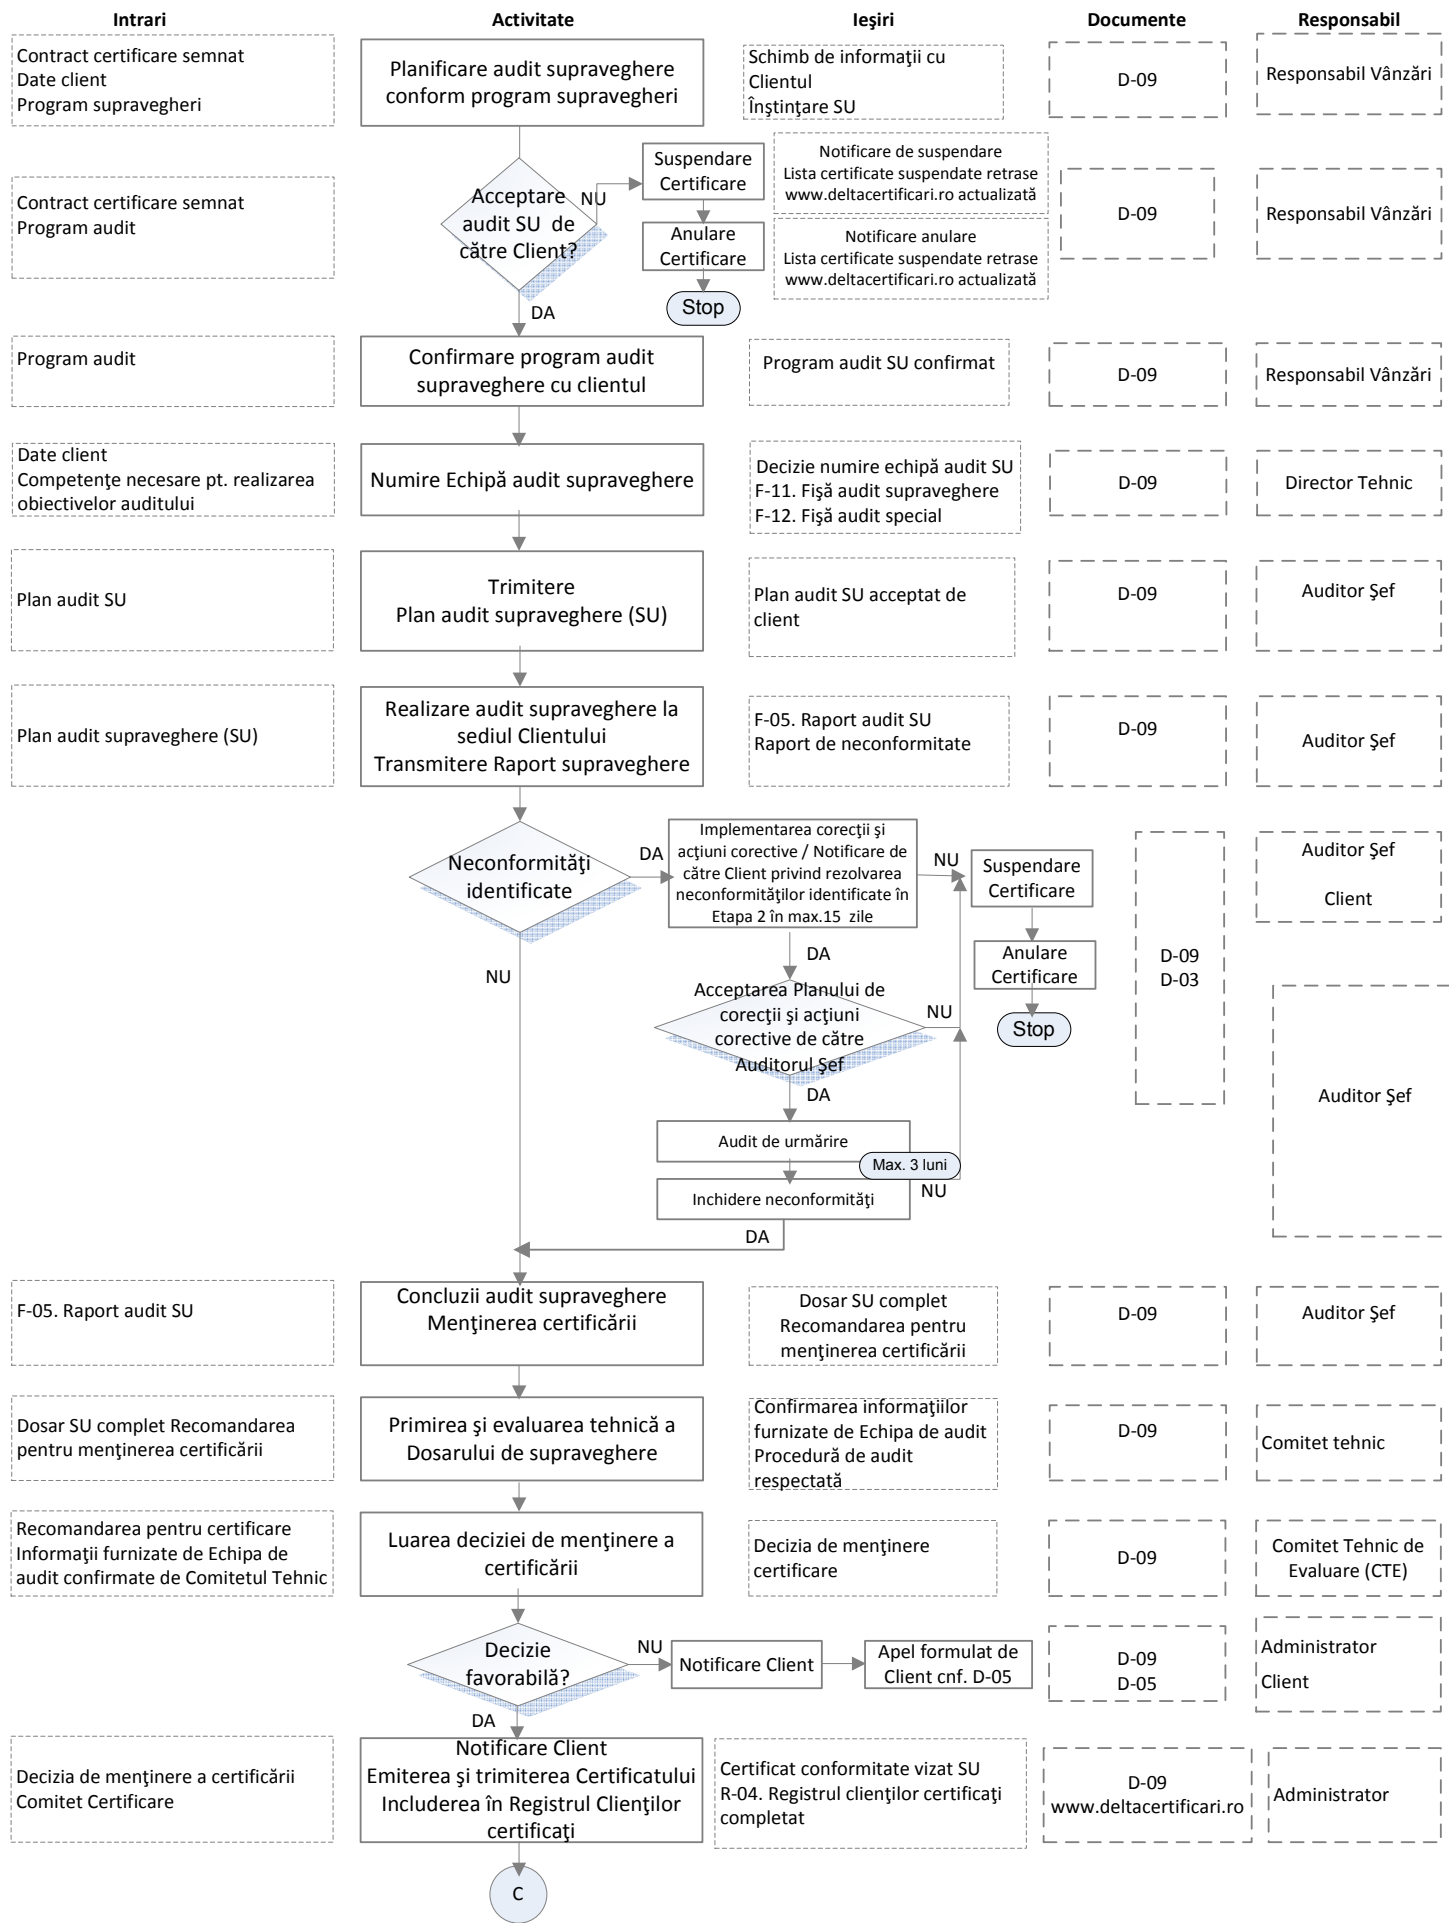 Intrari
Activitate
Ieşiri
Documente
Responsabil
Contract certificare semnat
Date client
Program supravegheri
Planificare audit supraveghere
conform program supravegheri
Schimb de informaţii cu
Clientul
Înştinţare SU
D-09
Responsabil Vânzări
Contract certificare semnat
Program audit
Acceptare
audit SU de
către Client?
NU
DA
Suspendare
Certificare
Anulare
Certificare
Stop
Notificare de suspendare
Lista certificate suspendate retrase
www.deltacertificari.ro actualizată
Notificare anulare
Lista certificate suspendate retrase
www.deltacertificari.ro actualizată
D-09
Responsabil Vânzări
Program audit
Confirmare program audit
supraveghere cu clientul
Program audit SU confirmat
D-09
Responsabil Vânzări
Date client
Competenţe necesare pt. realizarea
obiectivelor auditului
Numire Echipă audit supraveghere
Decizie numire echipă audit SU
F-11. Fişă audit supraveghere
F-12. Fişă audit special
D-09
Director Tehnic
Plan audit SU
Trimitere
Plan audit supraveghere (SU)
Plan audit SU acceptat de
client
D-09
Auditor Şef
Plan audit supraveghere (SU)
Realizare audit supraveghere la
sediul Clientului
Transmitere Raport supraveghere
F-05. Raport audit SU
Raport de neconformitate
D-09
Auditor Şef
Neconformităţi
identificate
DA
NU
Implementarea corecţii şi
acţiuni corective / Notificare de
către Client privind rezolvarea
neconformităţilor identificate în
Etapa 2 în max.15 zile
NU
DA
Suspendare
Certificare
Anulare
Certificare
Stop
Acceptarea Planului de
corecţii şi acţiuni
corective de către
Auditorul Şef
NU
DA
Audit de urmărire
Max. 3 luni
Inchidere neconformităţi
NU
DA
D-09
D-03
Auditor Şef
Client
Auditor Şef
F-05. Raport audit SU
Concluzii audit supraveghere
Menţinerea certificării
Dosar SU complet
Recomandarea pentru
menţinerea certificării
D-09
Auditor Şef
Dosar SU complet Recomandarea
pentru menţinerea certificării
Primirea şi evaluarea tehnică a
Dosarului de supraveghere
Confirmarea informaţiilor
furnizate de Echipa de audit
Procedură de audit
respectată
D-09
Comitet tehnic
Recomandarea pentru certificare
Informaţii furnizate de Echipa de
audit confirmate de Comitetul Tehnic
Luarea deciziei de menţinere a
certificării
Decizia de menţinere
certificare
D-09
Comitet Tehnic de
Evaluare (CTE)
Decizie
favorabilă?
NU
DA
Notificare Client
Apel formulat de
Client cnf. D-05
D-09
D-05
Administrator
Client
Decizia de menţinere a certificării
Comitet Certificare
Notificare Client
Emiterea şi trimiterea Certificatului
Includerea în Registrul Clienţilor
certificaţi
Certificat conformitate vizat SU
R-04. Registrul clienţilor certificaţi
completat
D-09
www.deltacertificari.ro
Administrator
C